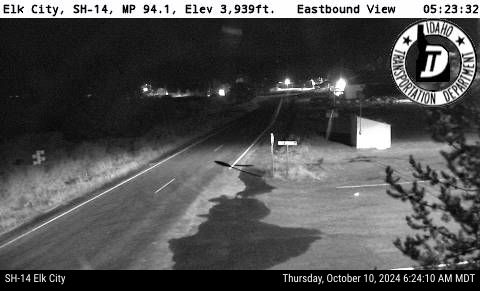 Elk City, SH-14, MP 94.1, Elev 3,939ft. Eastbound View 05:23:32
IDAHO
TRANSPORTATION DEPARTMENT
SH-14 Elk City Thursday, October 10, 2024 6:24:10 AM MDT